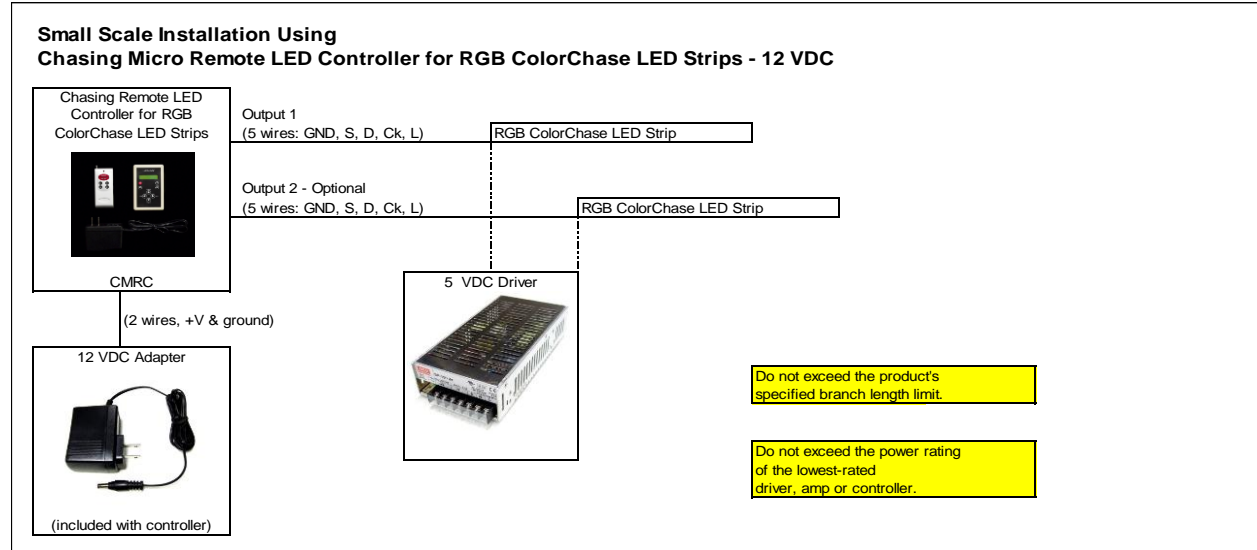 Small Scale Installation Using
Chasing Micro Remote LED Controller for RGB ColorChase LED Strips - 12 VDC
Chasing Remote LED
Controller for RGB
ColorChase LED Strips
CMRC
Output 1
(5 wires: GND, S, D, Ck, L)
RGB ColorChase LED Strip
Output 2 - Optional
(5 wires: GND, S, D, Ck, L)
RGB ColorChase LED Strip
(2 wires, +V & ground)
12 VDC Adapter
(included with controller)
5 VDC Driver
Do not exceed the product's
specified branch length limit.
Do not exceed the power rating
of the lowest-rated
driver, amp or controller.